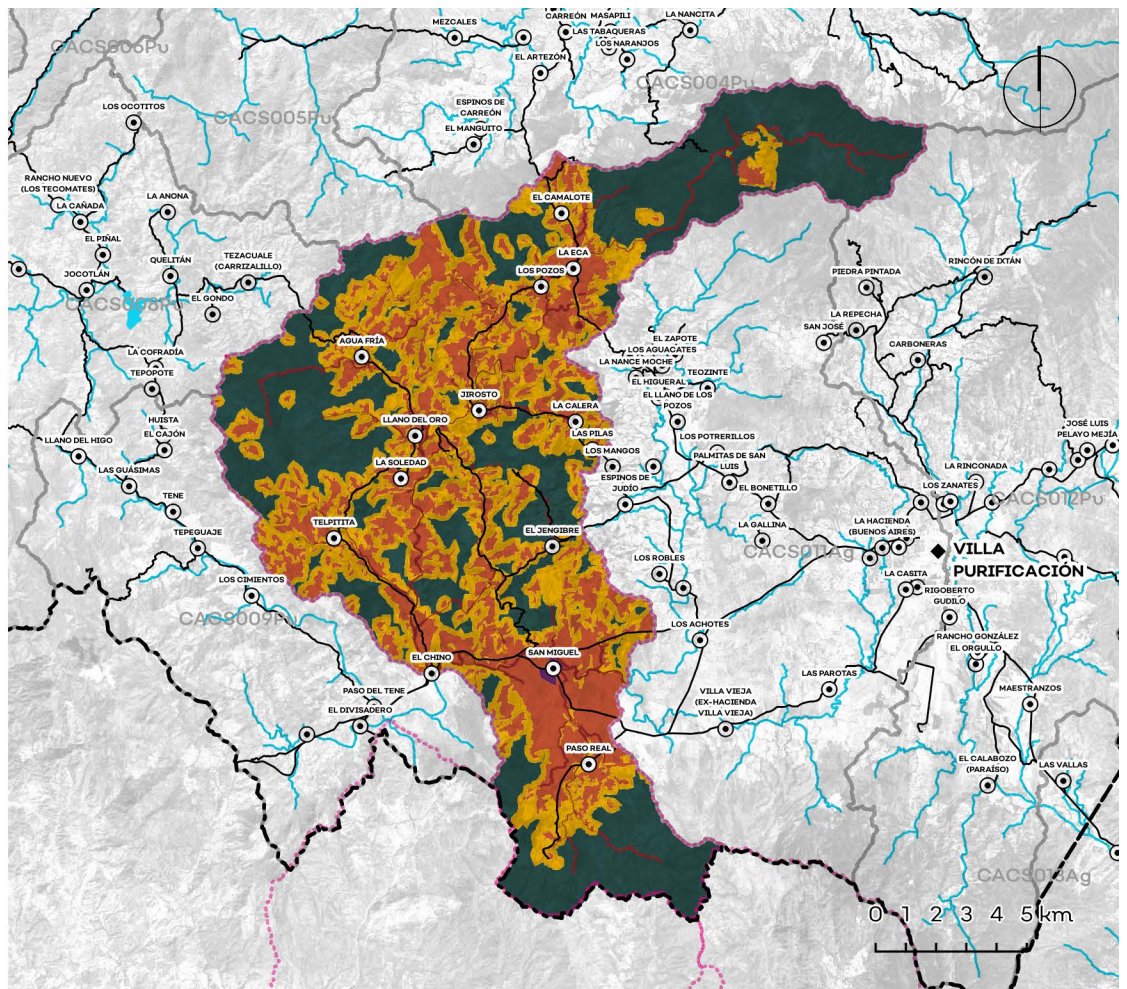 CARREÓN MASAPILI
LA NANCITA
MEZCALES
LAS TABAQUERAS
LOS NARANJOS
CACS006Pu
EL ARTEZÓN
CACS004Pu
LOS OCOTITOS
ESPINOS DE
CARREÓN
CACS005Pu
EL MANGUITO
RANCHO NUEVO
(LOS TECOMATES)
LA CAÑADA
LA ANONA
EL CAMALOTE
EL PIÑAL
QUELITÁN
TEZACUALE
(CARRIZALILLO)
LA ECA
LOS POZOS
JOCOTLÁN
EL GONDO
PIEDRA PINTADA
RINCÓN DE IXTÁN
LA REPECHA
SAN JOSÉ
AGUA FRÍA
EL ZAPOTE
LOS AGUACATES
LA NANCE MOCHE
CARBONERAS
LA COFRADÍA
TEPOPOTE
TEOZINTE
EL HIGUERAL
EL LLANO DE LOS
POZOS
JIROSTO
LA CALERA
HUISTA
EL CAJÓN
LLANO DEL ORO
LAS PILAS
LOS MANGOS
LOS POTRERILLOS
JOSÉ LUIS
PELAYO MEJÍA
LLANO DEL HIGO
LA SOLEDAD
PALMITAS DE SAN
LUIS
LA RINCONADA
LAS GUÁSIMAS
ESPINOS DE
JUDÍO
EL BONETILLO
LOS ZANATES
CACS012Pu
TENE
TELPITITA
EL JENGIBRE
LA GALLINA
LA HACIENDA
(BUENOS AIRES)
TEPEGUAJE
CACS011Ag
VILLA
PURIFICACIÓN
LOS ROBLES
LOS CIMIENTOS
LA CASITA
RIGOBERTO
GUDILO
CACS009Pu
LOS ACHOTES
RANCHO GONZÁLEZ
EL ORGULLO
EL CHINO
SAN MIGUEL
LAS PAROTAS
PASO DEL TENE
EL DIVISADERO
VILLA VIEJA
(EX-HACIENDA
VILLA VIEJA)
MAESTRANZOS
PASO REAL
EL CALABOZO
(PARAÍSO)
LAS VALLAS
CACS013Ag
0 1 2 3 4 5 km